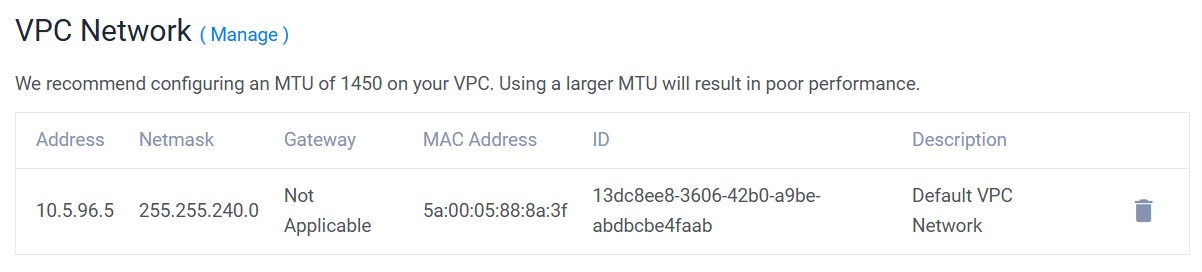 VPC Network ( Manage )
We recommend configuring an MTU of 1450 on your VPC. Using a larger MTU will result in poor performance.
Address Netmask Gateway MAC Address ID Description
10.5.96.5 255.255.240.0 Not Applicable 5a:00:05:88:8a:3f 13dc8ee8-3606-42b0-a9be-abdbcbe4faab Default VPC Network